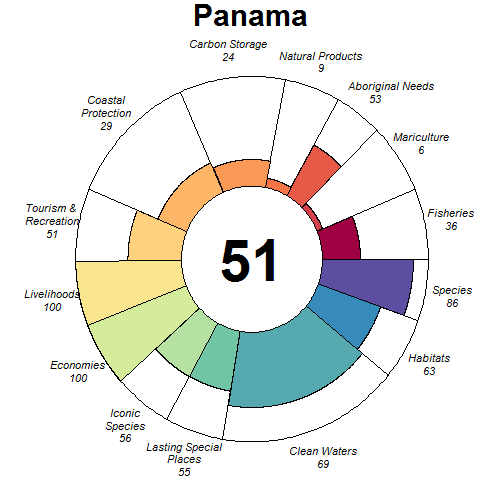 Panama
Carbon Storage
24
Natural Products
9
Aboriginal Needs
53
Mariculture
6
Fisheries
36
Species
86
Habitats
63
Clean Waters
69
Lasting Special
Places
55
Iconic
Species
56
Economies
100
Livelihoods
100
Tourism &
Recreation
51
Coastal
Protection
29
51